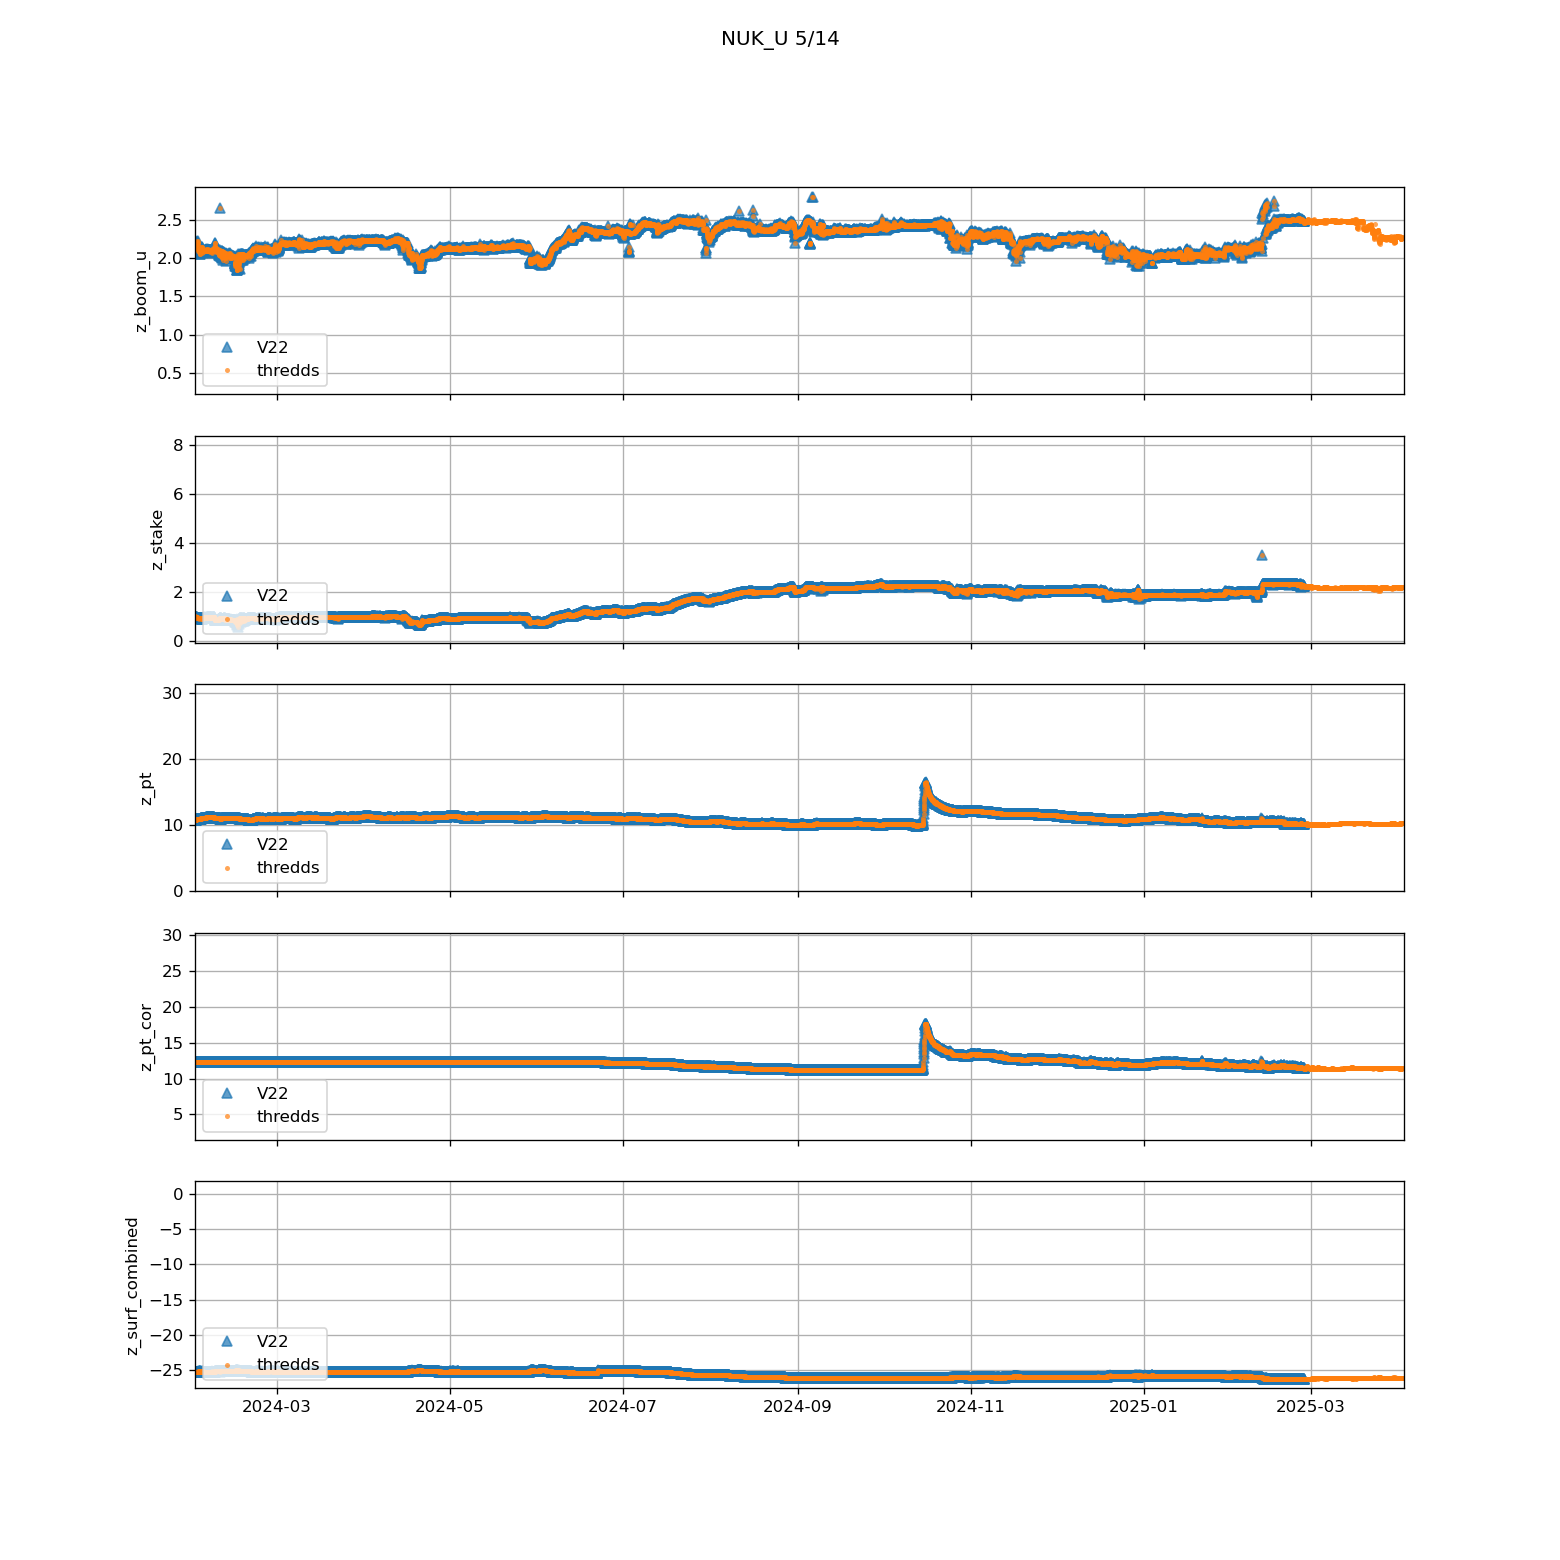 NUK_U 5/14
z_boom_u
2.5
2.0
1.5
1.0
0.5
V22
thredds
z_stake
8
6
4
2
0
V22
thredds
z_pt
30
20
10
0
V22
thredds
z_pt_cor
30
25
20
15
10
5
V22
thredds
z_surf_combined
0
−5
−10
−15
−20
−25
V22
thredds
2024-03 2024-05 2024-07 2024-09 2024-11 2025-01 2025-03